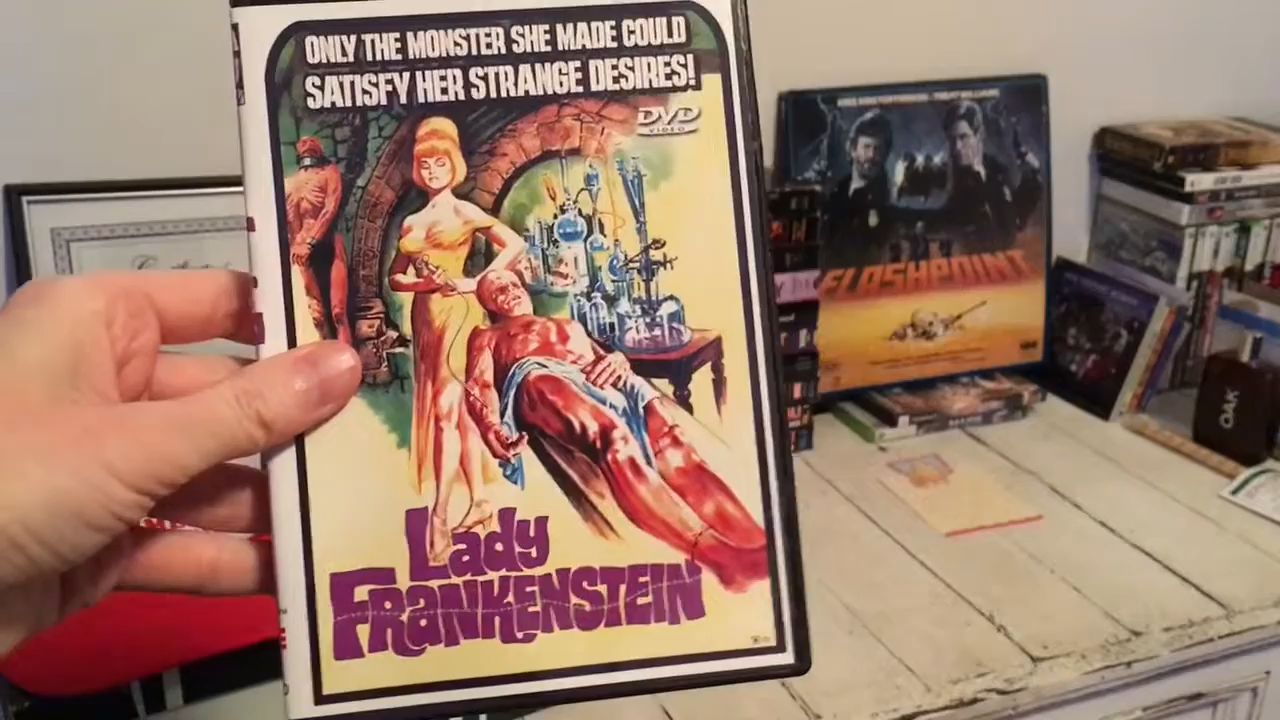 ONLY THE MONSTER SHE MADE COULD
SATISFY HER STRANGE DESIRES!
DVD
VIDEO
Lady
FRANKENSTEIN
FLASHPOINT
OAK